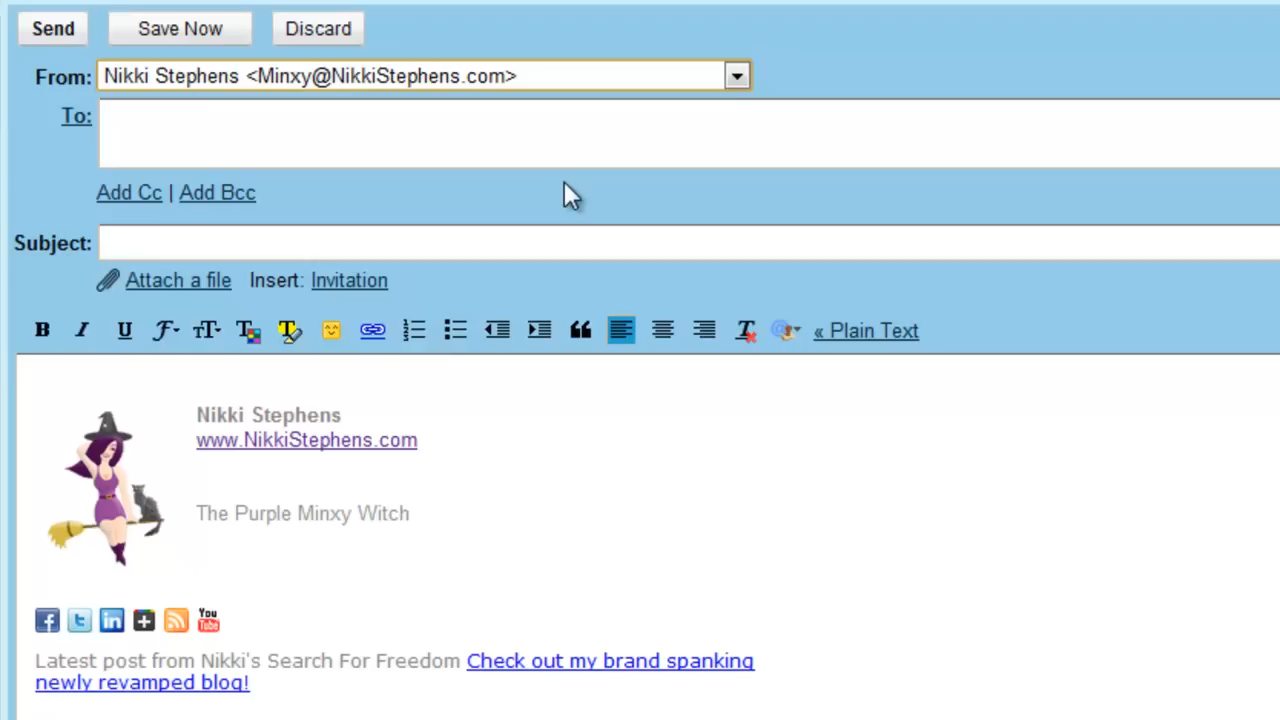 Send Save Now Discard
From: Nikki Stephens <Minxy@NikkiStephens.com>
To:
Add Cc | Add Bcc
Subject:
Attach a file Insert: Invitation
B I U F T T T T « Plain Text
Nikki Stephens
www.NikkiStephens.com
The Purple Minxy Witch
You Tube
Latest post from Nikki's Search For Freedom Check out my brand spanking
newly revamped blog!